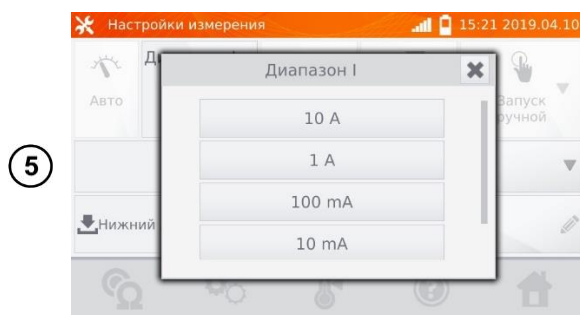 Настройки измерения 15:21 2019.04.10
Диапазон I
Авто
Запуск
ручной
10 A
1 A
5
100 mA
Нижний
10 mA